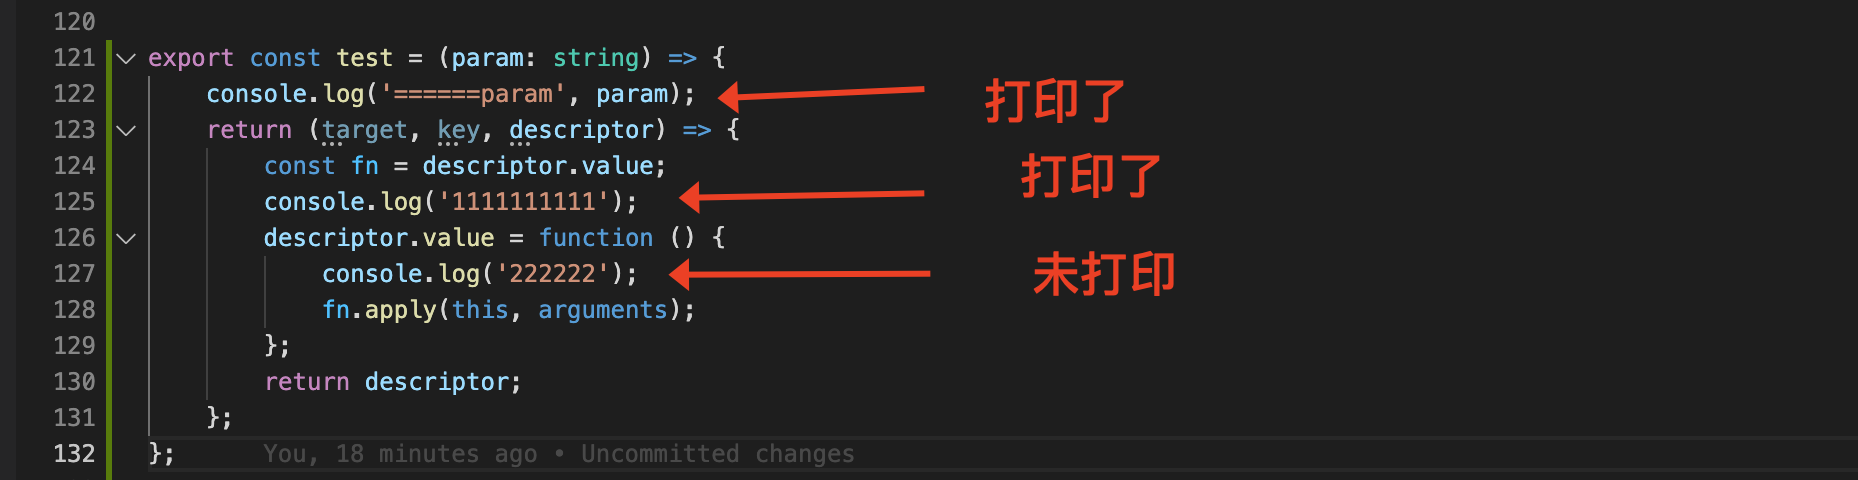 120
121 export const test = (param: string) => {
122 console.log('======param', param); 打印了
123 return (target, key, descriptor) => {
124 const fn = descriptor.value; 打印了
125 console.log('1111111111');
126 descriptor.value = function () {
127 console.log('222222'); 未打印
128 fn.apply(this, arguments);
129 };
130 return descriptor;
131 };
132 }; You, 18 minutes ago • Uncommitted changes